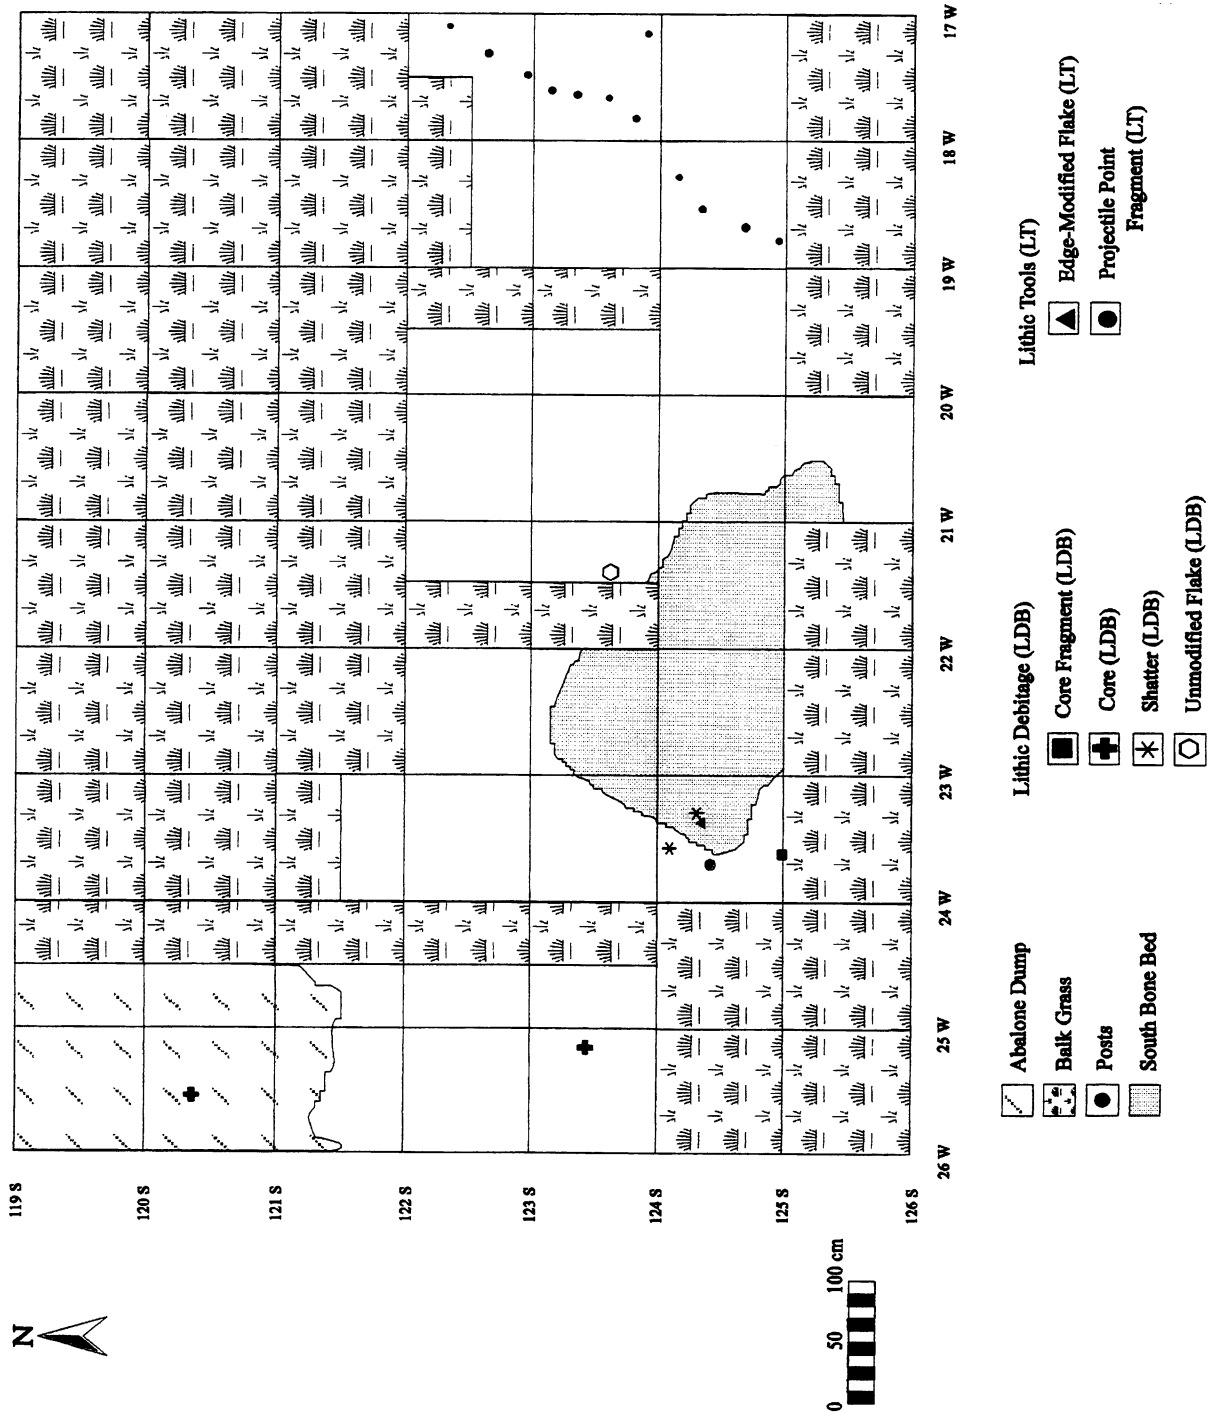 N
119 S
120 S
121 S
122 S
123 S
124 S
125 S
126 S
26 W
25 W
24 W
23 W
22 W
21 W
20 W
19 W
18 W
17 W
0
50
100 cm
Abalone Dump
Balk Grass
Posts
South Bone Bed
Lithic Debitage (LDB)
Core Fragment (LDB)
Core (LDB)
Shatter (LDB)
Unmodified Flake (LDB)
Lithic Tools (LT)
Edge-Modified Flake (LT)
Projectile Point
Fragment (LT)